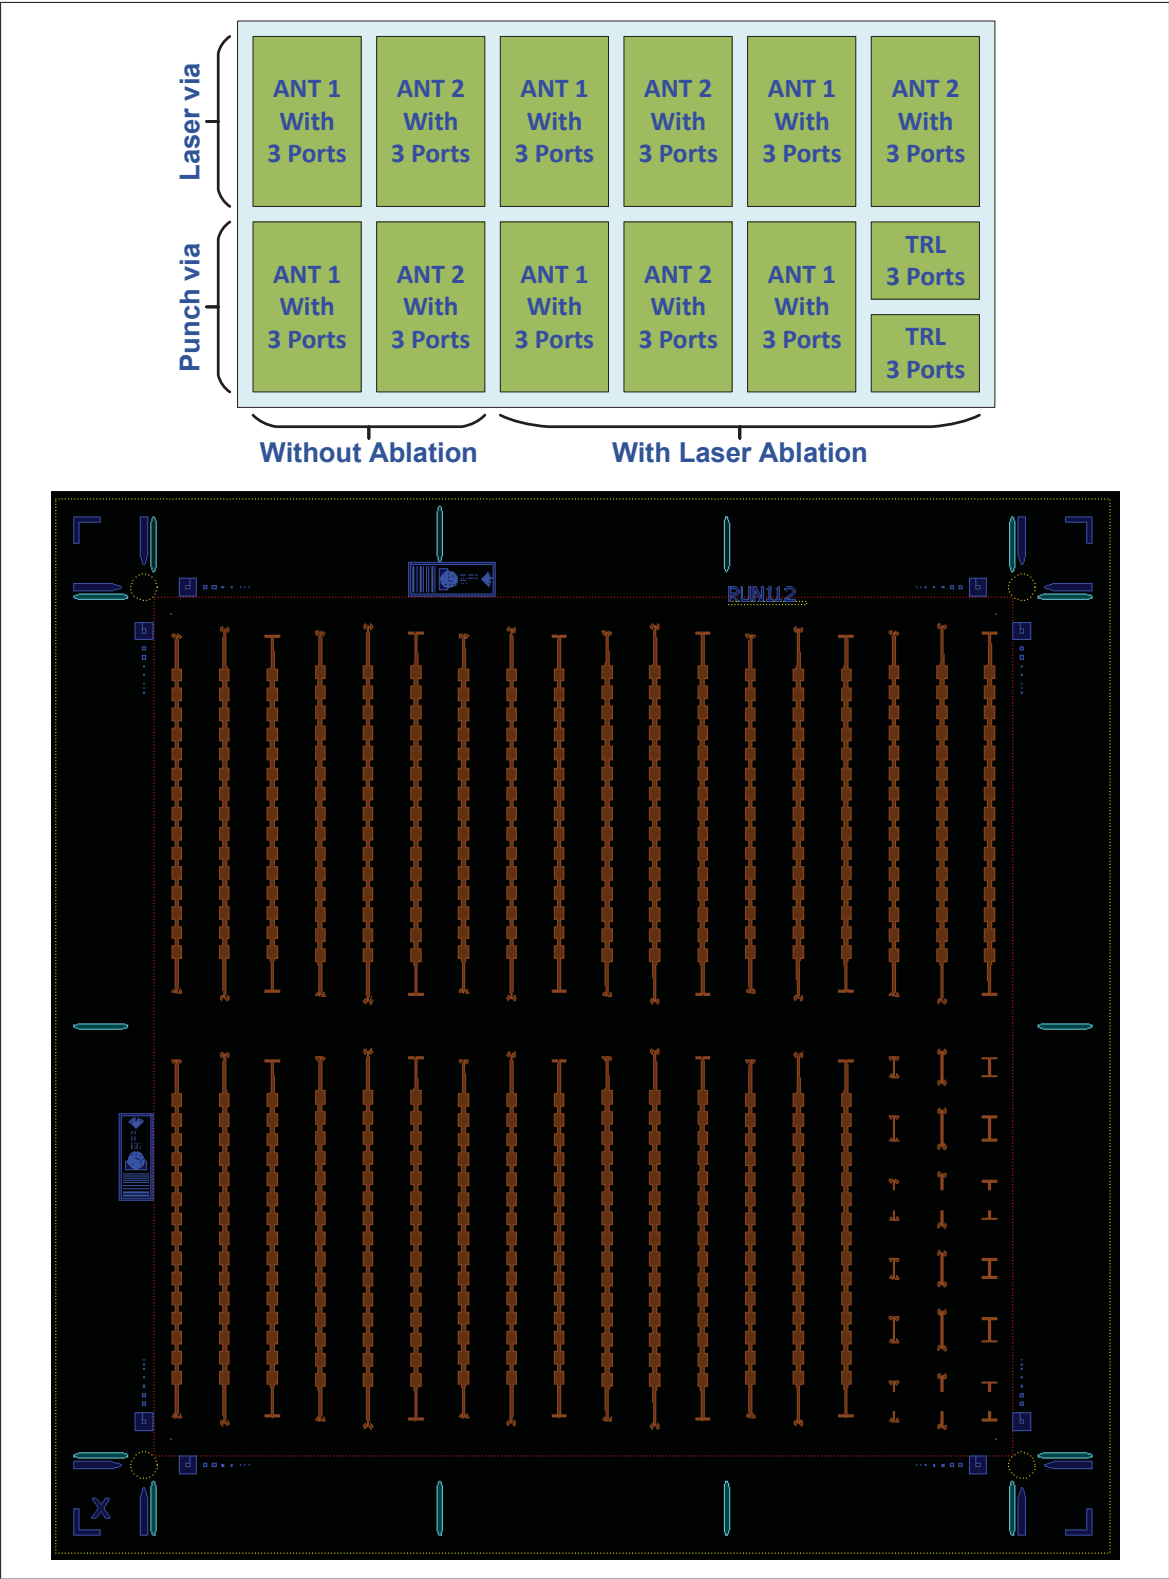 Laser via
ANT 1
With
3 Ports
ANT 2
With
3 Ports
ANT 1
With
3 Ports
ANT 2
With
3 Ports
ANT 1
With
3 Ports
ANT 2
With
3 Ports
Punch via
ANT 1
With
3 Ports
ANT 2
With
3 Ports
ANT 1
With
3 Ports
ANT 2
With
3 Ports
ANT 1
With
3 Ports
TRL
3 Ports
TRL
3 Ports
Without Ablation
With Laser Ablation
RUN112
X